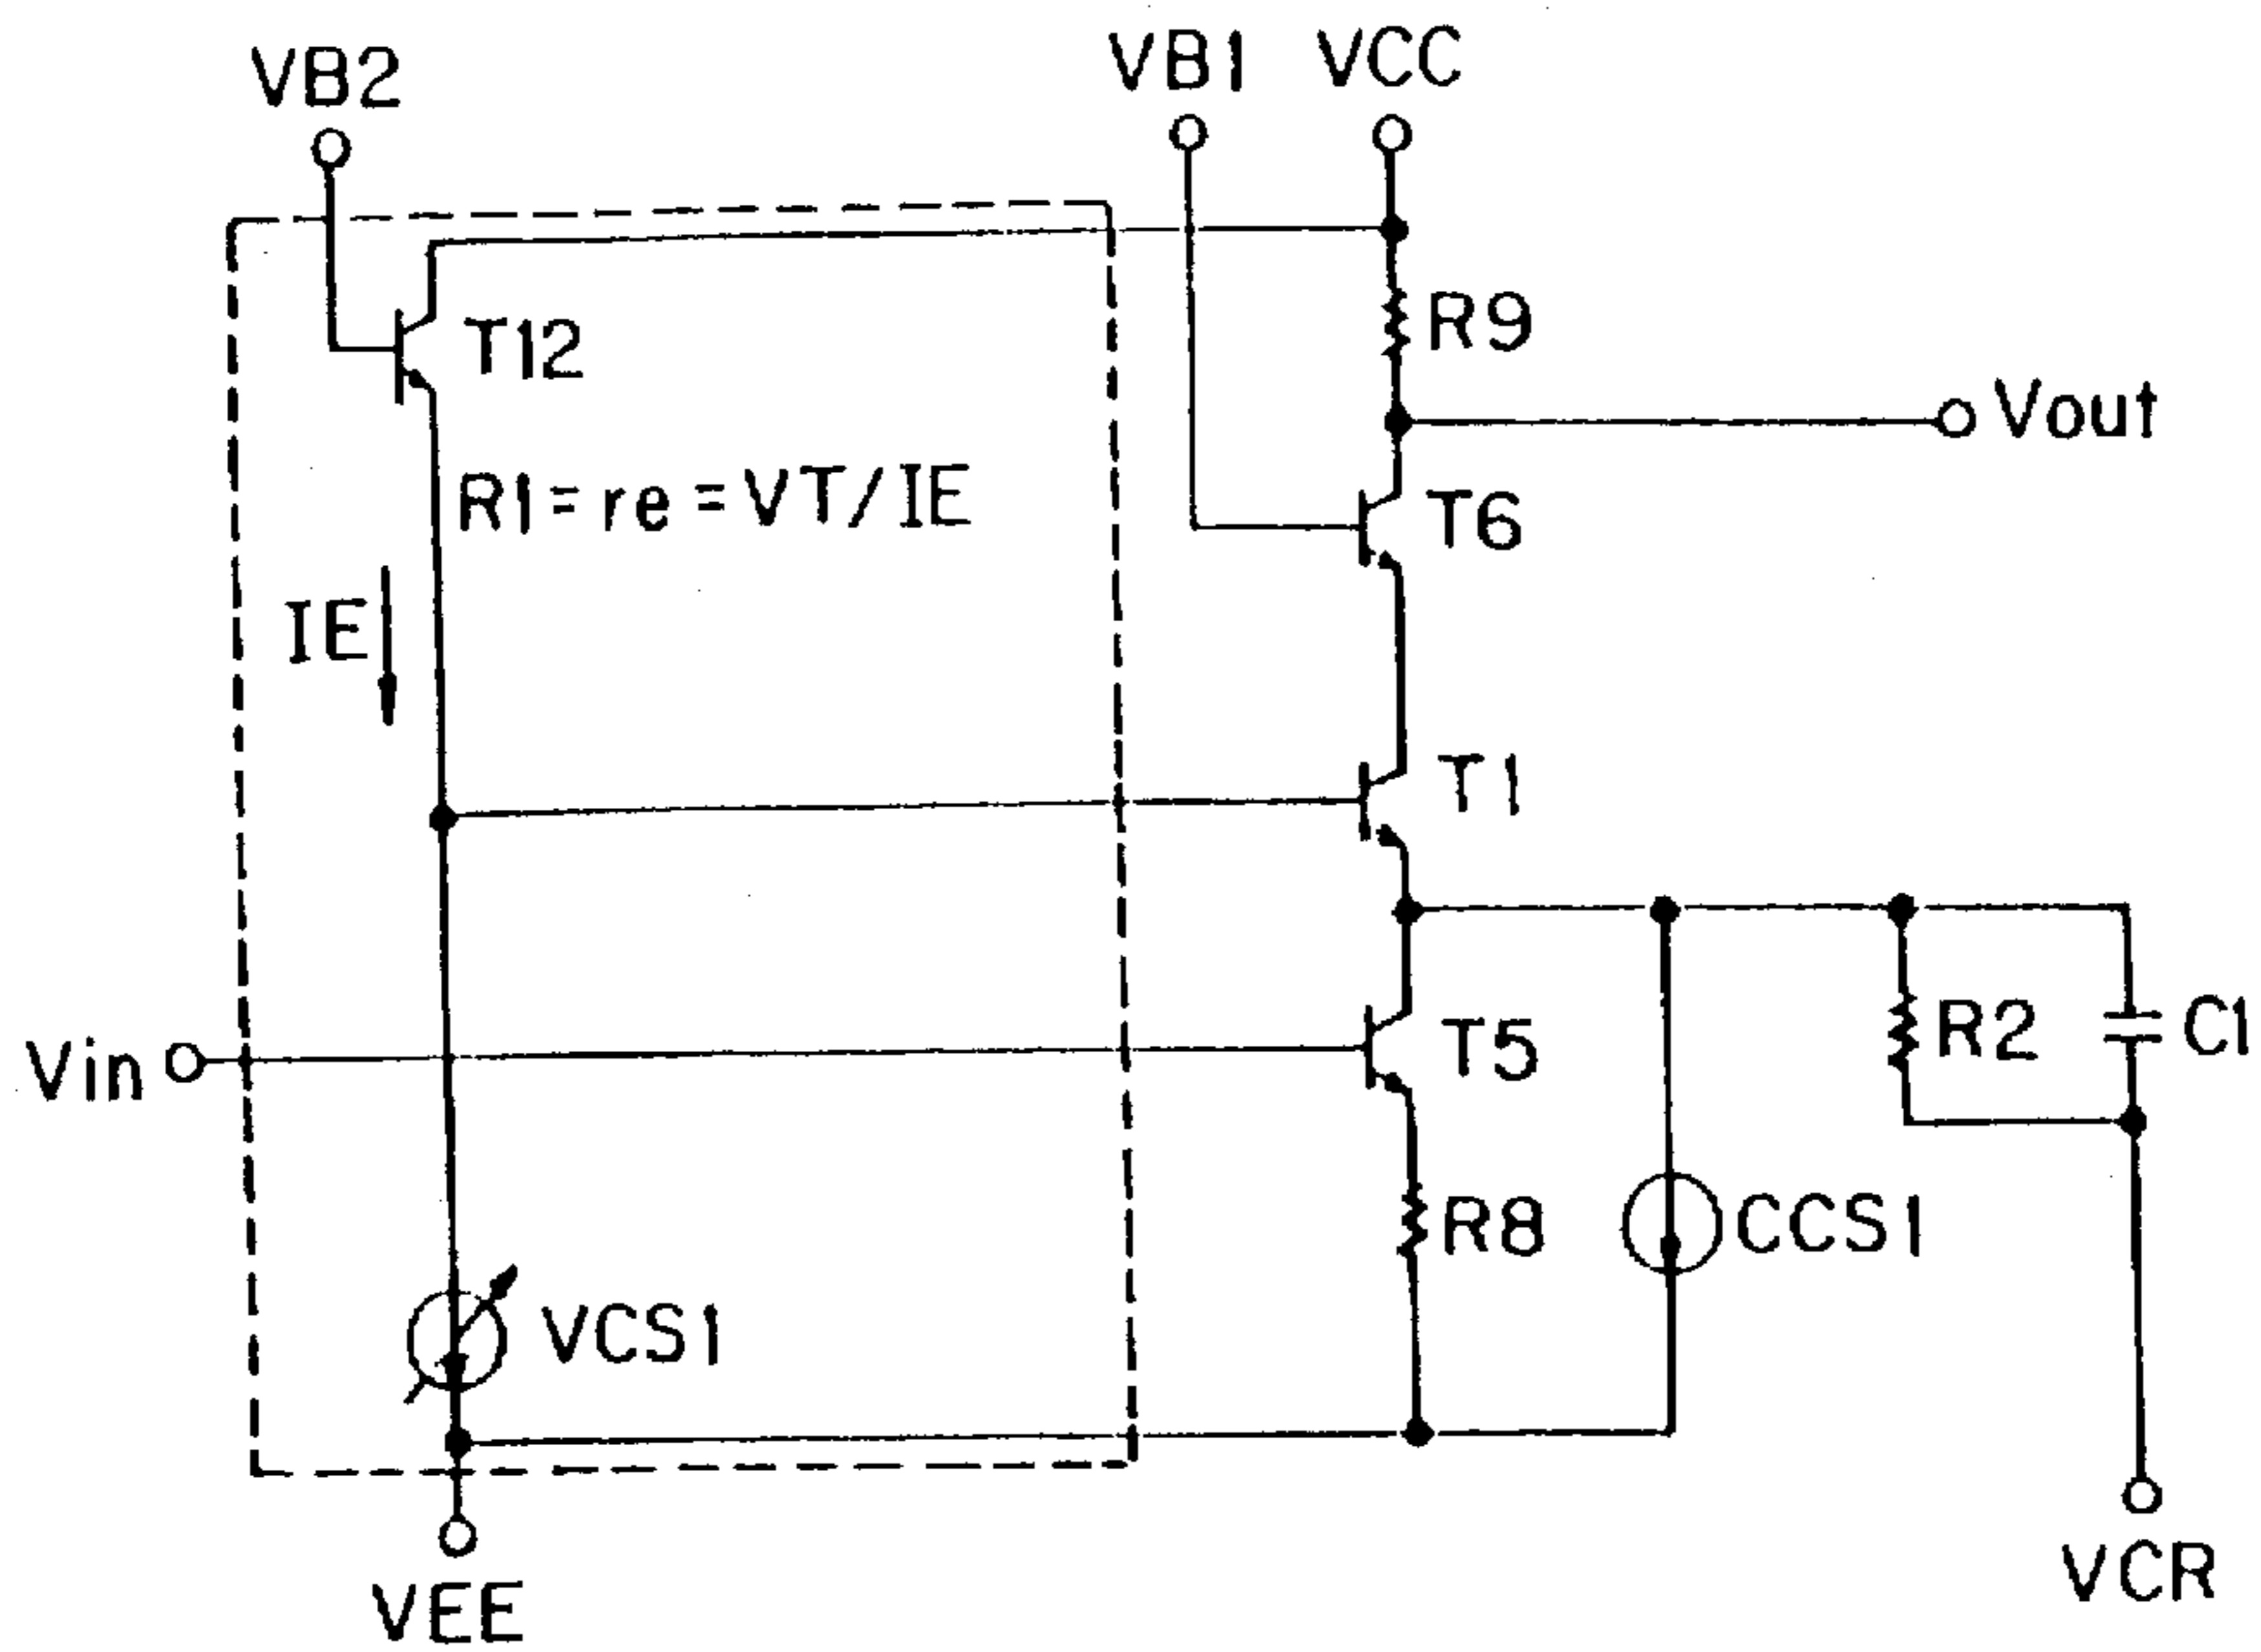 VB2
VB1
VCC
T12
R9
Vout
R1=re=VT/IE
T6
IE
T1
Vin
T5
R2
C1
R8
CCS1
VCS1
VEE
VCR